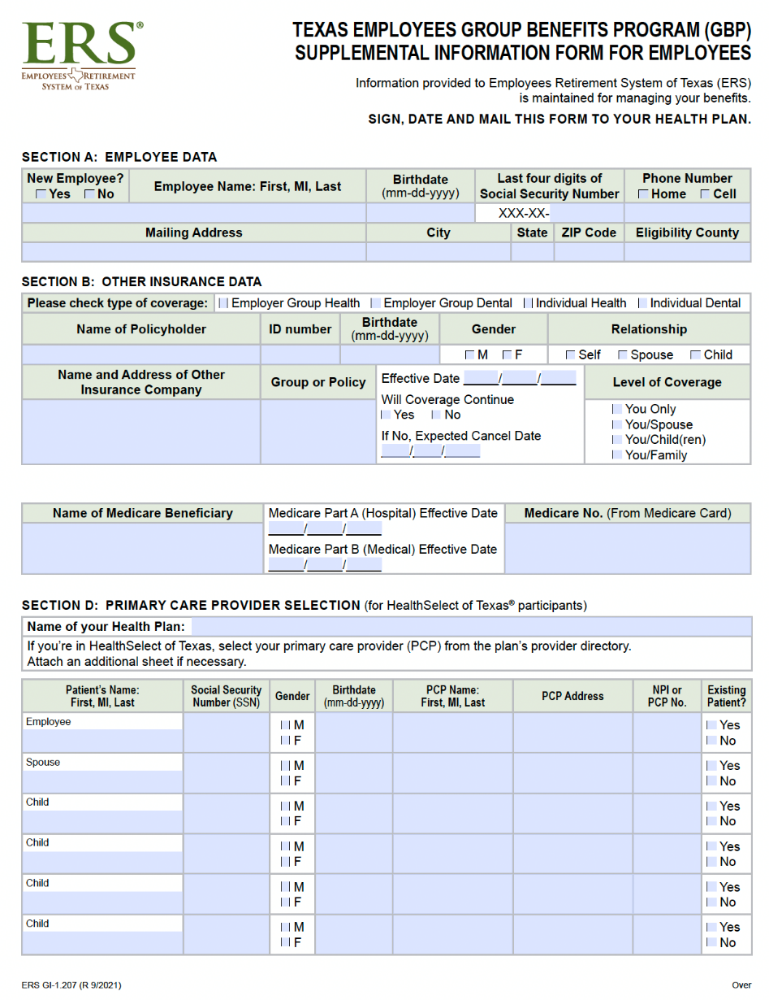 ERS®
EMPLOYEES RETIREMENT
SYSTEM OF TEXAS
TEXAS EMPLOYEES GROUP BENEFITS PROGRAM (GBP)
SUPPLEMENTAL INFORMATION FORM FOR EMPLOYEES
Information provided to Employees Retirement System of Texas (ERS)
is maintained for managing your benefits.
SIGN, DATE AND MAIL THIS FORM TO YOUR HEALTH PLAN.
SECTION A: EMPLOYEE DATA
New Employee?
Yes No
Employee Name: First, MI, Last
Birthdate
(mm-dd-yyyy)
Last four digits of
Social Security Number
Phone Number
Home Cell
XXX-XX-
Mailing Address
City
State
ZIP Code
Eligibility County
SECTION B: OTHER INSURANCE DATA
Please check type of coverage: Employer Group Health Employer Group Dental Individual Health Individual Dental
Name of Policyholder
ID number
Birthdate
(mm-dd-yyyy)
Gender
Relationship
M F
Self Spouse Child
Name and Address of Other
Insurance Company
Group or Policy
Effective Date ____/____/____
Will Coverage Continue
Yes No
If No, Expected Cancel Date
____/____/____
Level of Coverage
You Only
You/Spouse
You/Child(ren)
You/Family
Name of Medicare Beneficiary
Medicare Part A (Hospital) Effective Date
____/____/____
Medicare Part B (Medical) Effective Date
____/____/____
Medicare No. (From Medicare Card)
SECTION D: PRIMARY CARE PROVIDER SELECTION (for HealthSelect of Texas® participants)
Name of your Health Plan:
If you're in HealthSelect of Texas, select your primary care provider (PCP) from the plan's provider directory.
Attach an additional sheet if necessary.
Patient's Name:
First, MI, Last
Social Security
Number (SSN)
Gender
Birthdate
(mm-dd-yyyy)
PCP Name:
First, MI, Last
PCP Address
NPI or
PCP No.
Existing
Patient?
Employee
M
F
Yes
No
Spouse
M
F
Yes
No
Child
M
F
Yes
No
Child
M
F
Yes
No
Child
M
F
Yes
No
Child
M
F
Yes
No
ERS GI-1.207 (R 9/2021)
Over